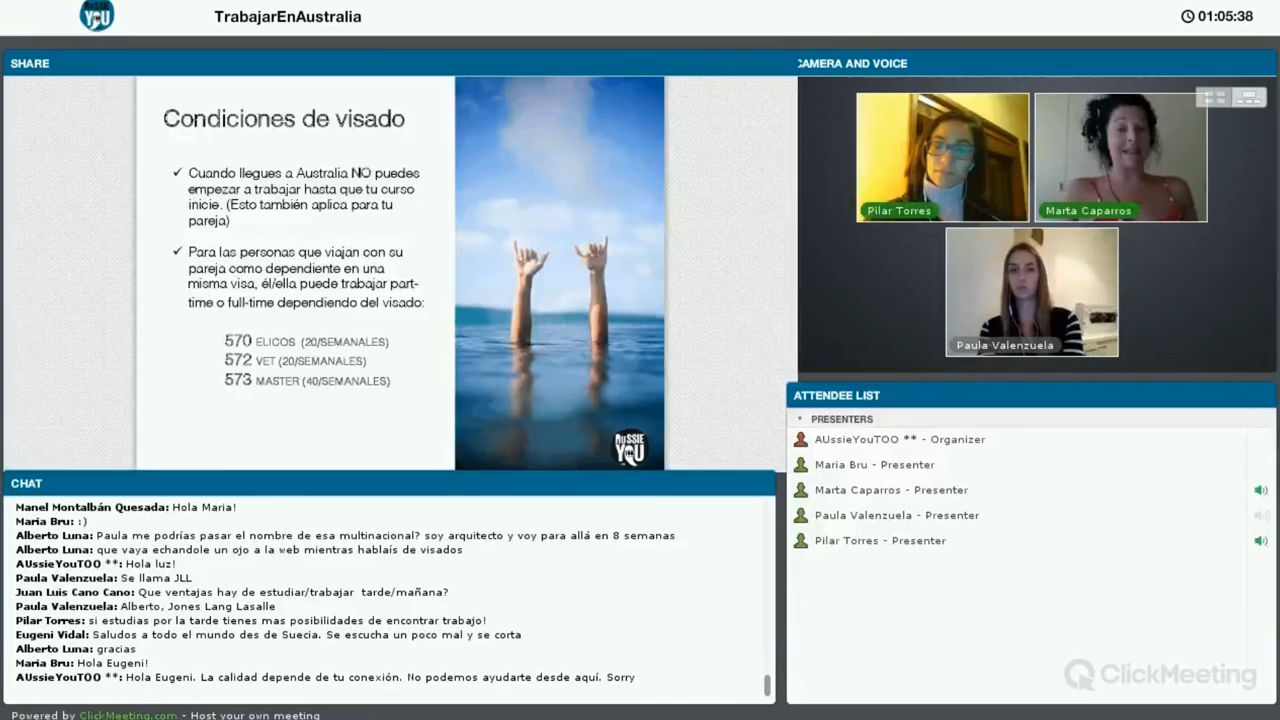 AUSSIE
YOU
TOO
TrabajarEnAustralia
01:05:38
SHARE
Condiciones de visado
✓ Cuando llegues a Australia NO puedes
empezar a trabajar hasta que tu curso
inicie. (Esto también aplica para tu
pareja)
✓ Para las personas que viajan con su
pareja como dependiente en una
misma visa, él/ella puede trabajar part-
time o full-time dependiendo del visado:
570 ELICOS (20/SEMANALES)
572 VET (20/SEMANALES)
573 MASTER (40/SEMANALES)
AUSSIE
YOU
TOO
CAMERA AND VOICE
Pilar Torres
Marta Caparros
Paula Valenzuela
ATTENDEE LIST
PRESENTERS
AUssieYouTOO ** - Organizer
Maria Bru - Presenter
Marta Caparros - Presenter
Paula Valenzuela - Presenter
Pilar Torres - Presenter
CHAT
Manel Montalbán Quesada: Hola Maria!
Maria Bru: :)
Alberto Luna: Paula me podrías pasar el nombre de esa multinacional? soy arquitecto y voy para allá en 8 semanas
Alberto Luna: que vaya echandole un ojo a la web mientras hablaís de visados
AUssieYouTOO **: Hola luz!
Paula Valenzuela: Se llama JLL
Juan Luis Cano Cano: Que ventajas hay de estudiar/trabajar tarde/mañana?
Paula Valenzuela: Alberto, Jones Lang Lasalle
Pilar Torres: si estudias por la tarde tienes mas posibilidades de encontrar trabajo!
Eugeni Vidal: Saludos a todo el mundo des de Suecia. Se escucha un poco mal y se corta
Alberto Luna: gracias
Maria Bru: Hola Eugeni!
AUssieYouTOO **: Hola Eugeni. La calidad depende de tu conexión. No podemos ayudarte desde aquí. Sorry
ClickMeeting
Powered by ClickMeeting.com - Host your own meeting